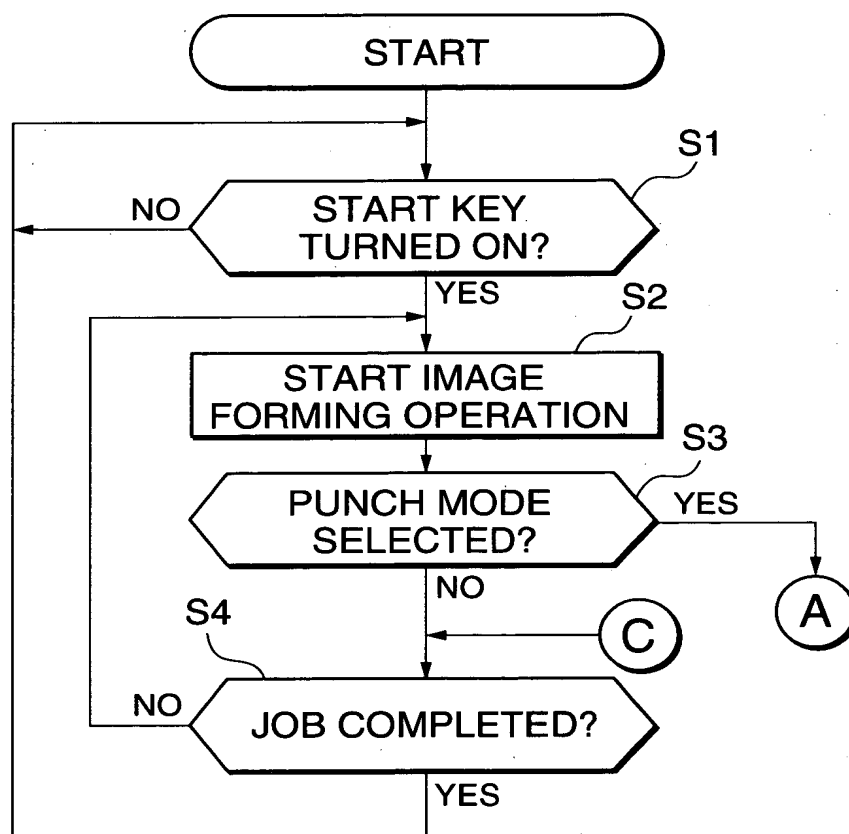 START
S1
NO
START KEY
TURNED ON?
YES
S2
START IMAGE
FORMING OPERATION
S3
PUNCH MODE
SELECTED?
YES
NO
A
S4
C
NO
JOB COMPLETED?
YES